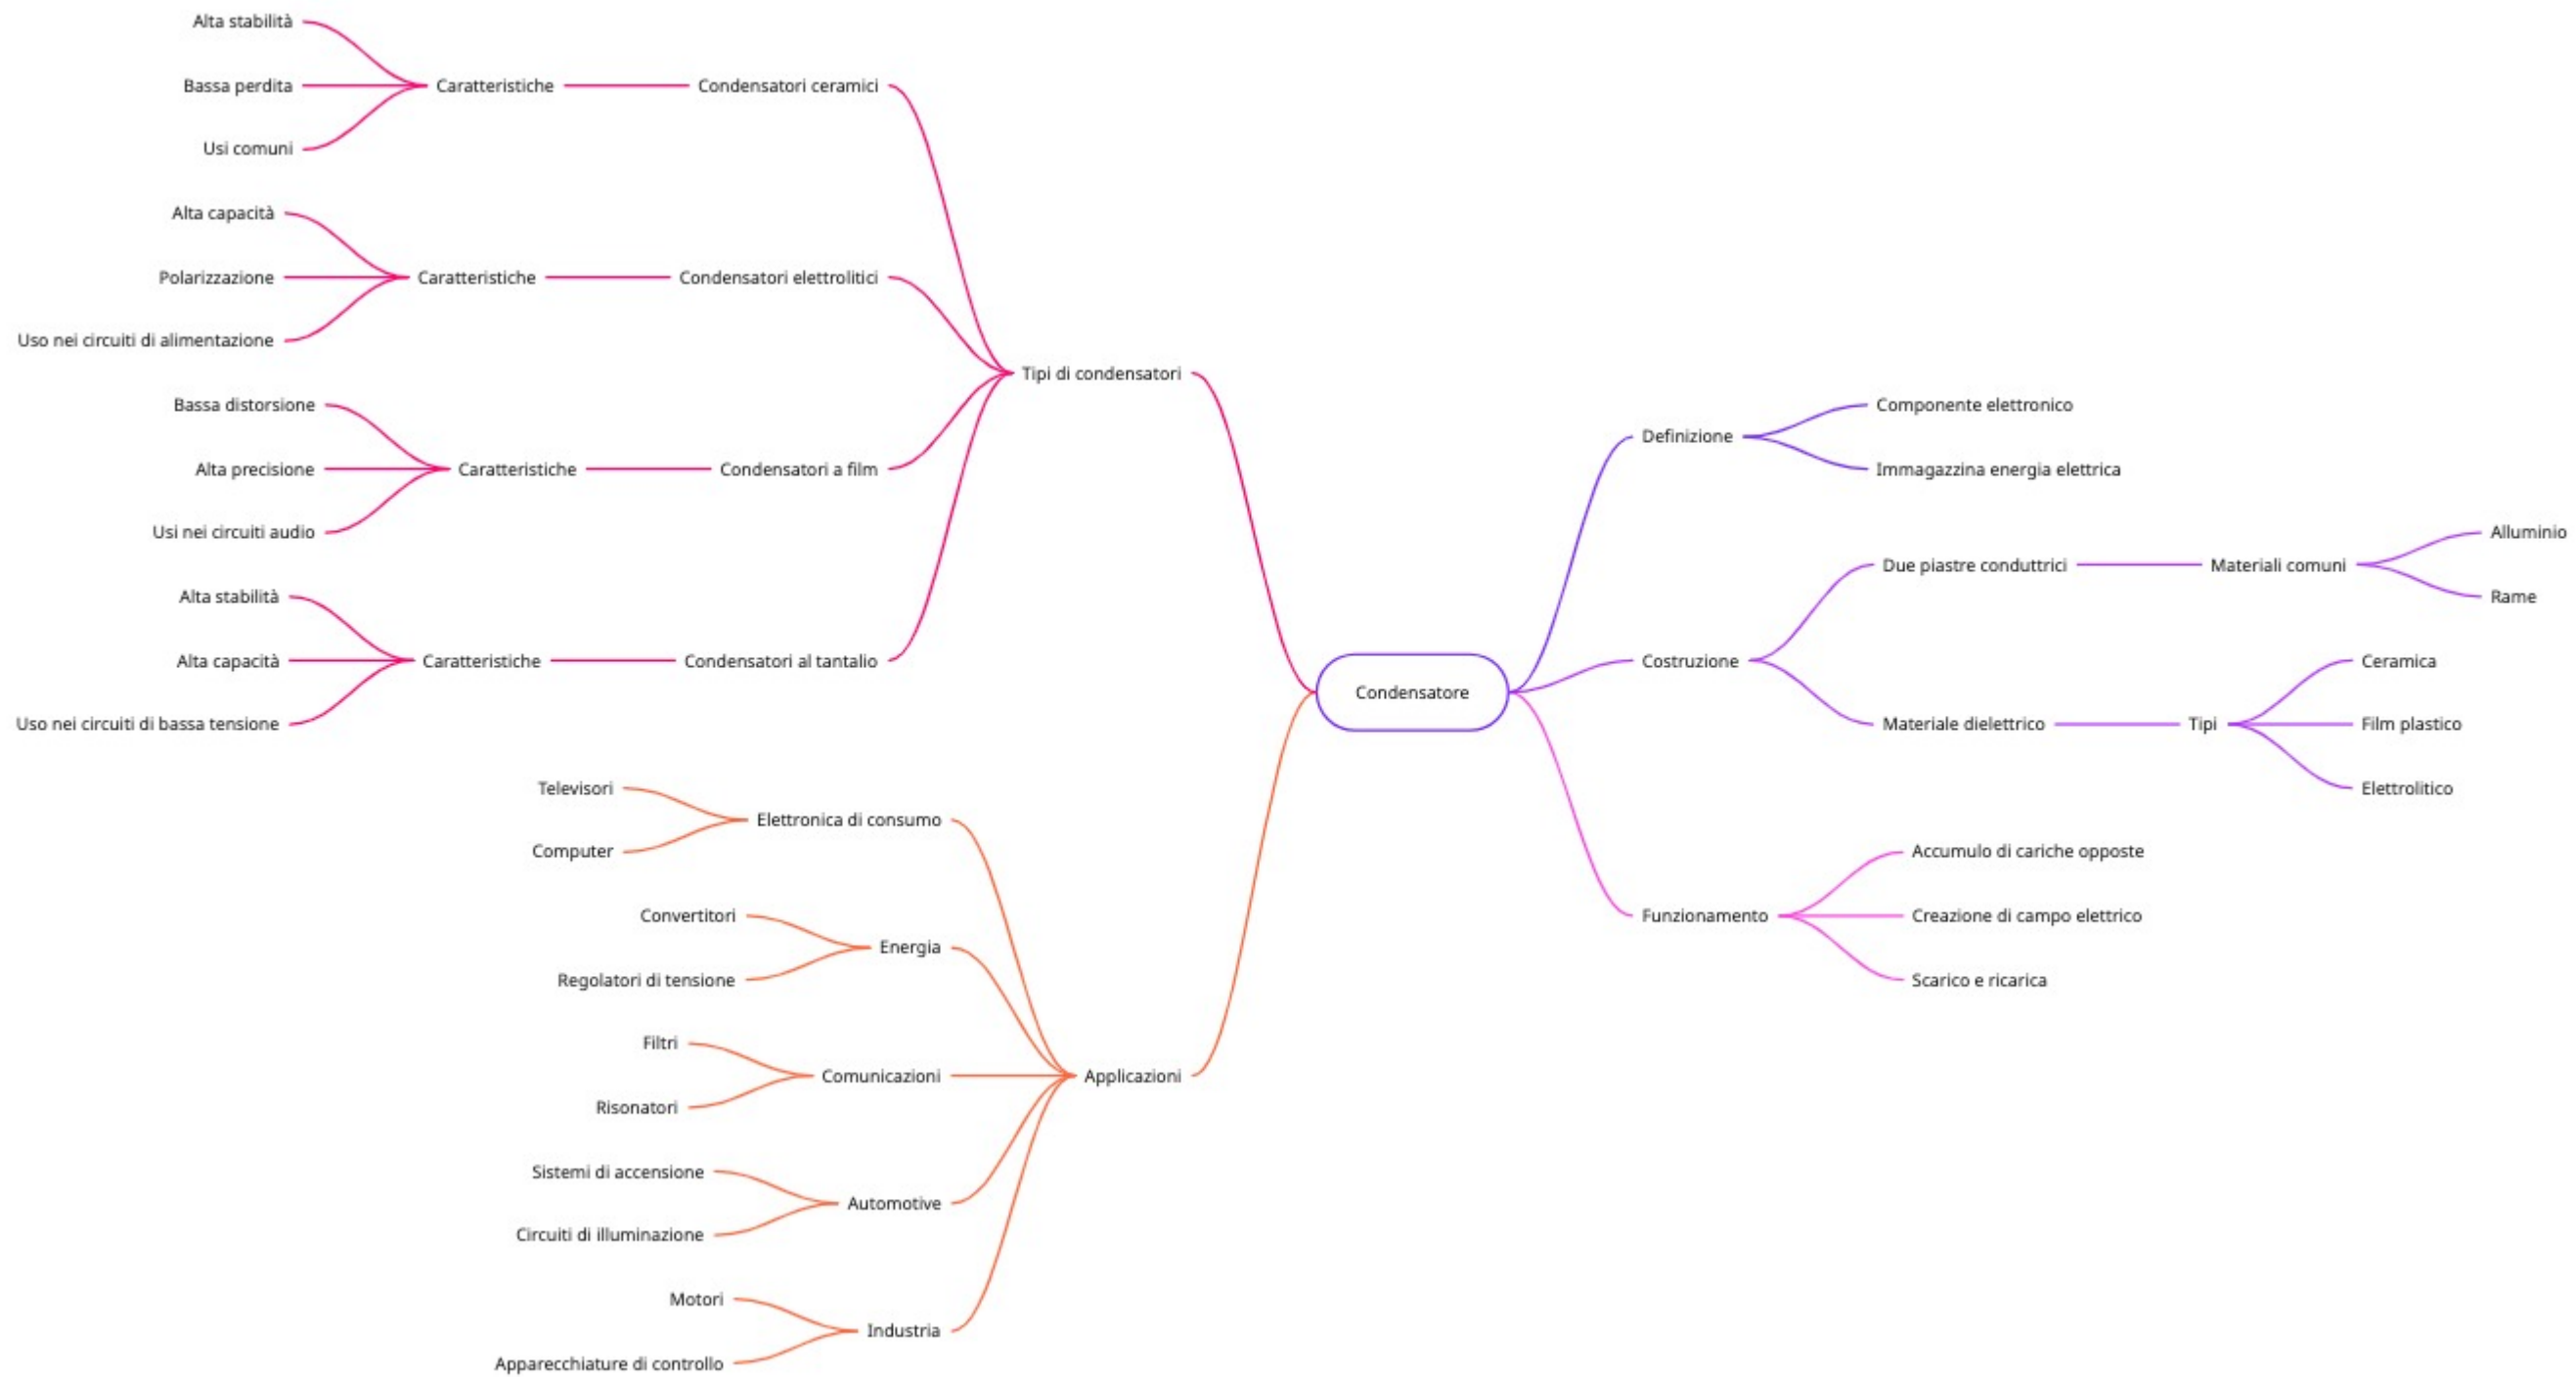 Condensatore
Definizione
Componente elettronico
Immagazzina energia elettrica
Costruzione
Due piastre conduttrici
Materiali comuni
Alluminio
Rame
Materiale dielettrico
Tipi
Ceramica
Film plastico
Elettrolitico
Funzionamento
Accumulo di cariche opposte
Creazione di campo elettrico
Scarico e ricarica
Tipi di condensatori
Condensatori ceramici
Caratteristiche
Alta stabilità
Bassa perdita
Usi comuni
Condensatori elettrolitici
Caratteristiche
Alta capacità
Polarizzazione
Uso nei circuiti di alimentazione
Condensatori a film
Caratteristiche
Bassa distorsione
Alta precisione
Usi nei circuiti audio
Condensatori al tantalio
Caratteristiche
Alta stabilità
Alta capacità
Uso nei circuiti di bassa tensione
Applicazioni
Elettronica di consumo
Televisori
Computer
Energia
Convertitori
Regolatori di tensione
Comunicazioni
Filtri
Risonatori
Automotive
Sistemi di accensione
Circuiti di illuminazione
Industria
Motori
Apparecchiature di controllo